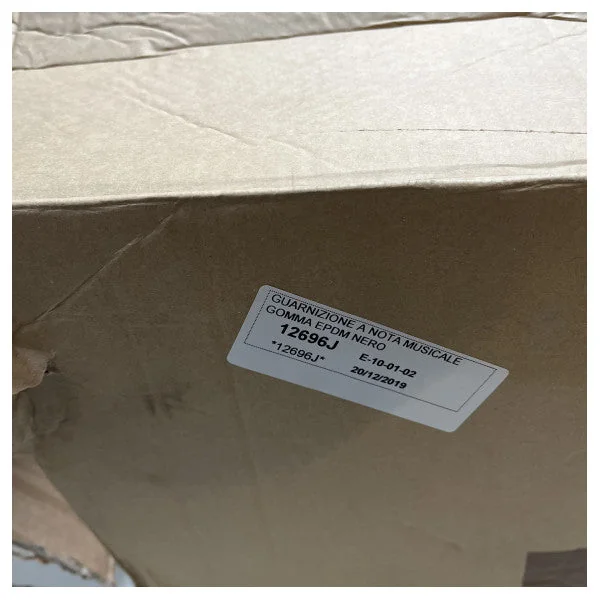 GUARNIZIONE A NOTA MUSICALE
GOMMA EPDM NERO
12696J E-10-01-02
*12696J* 20/12/2019